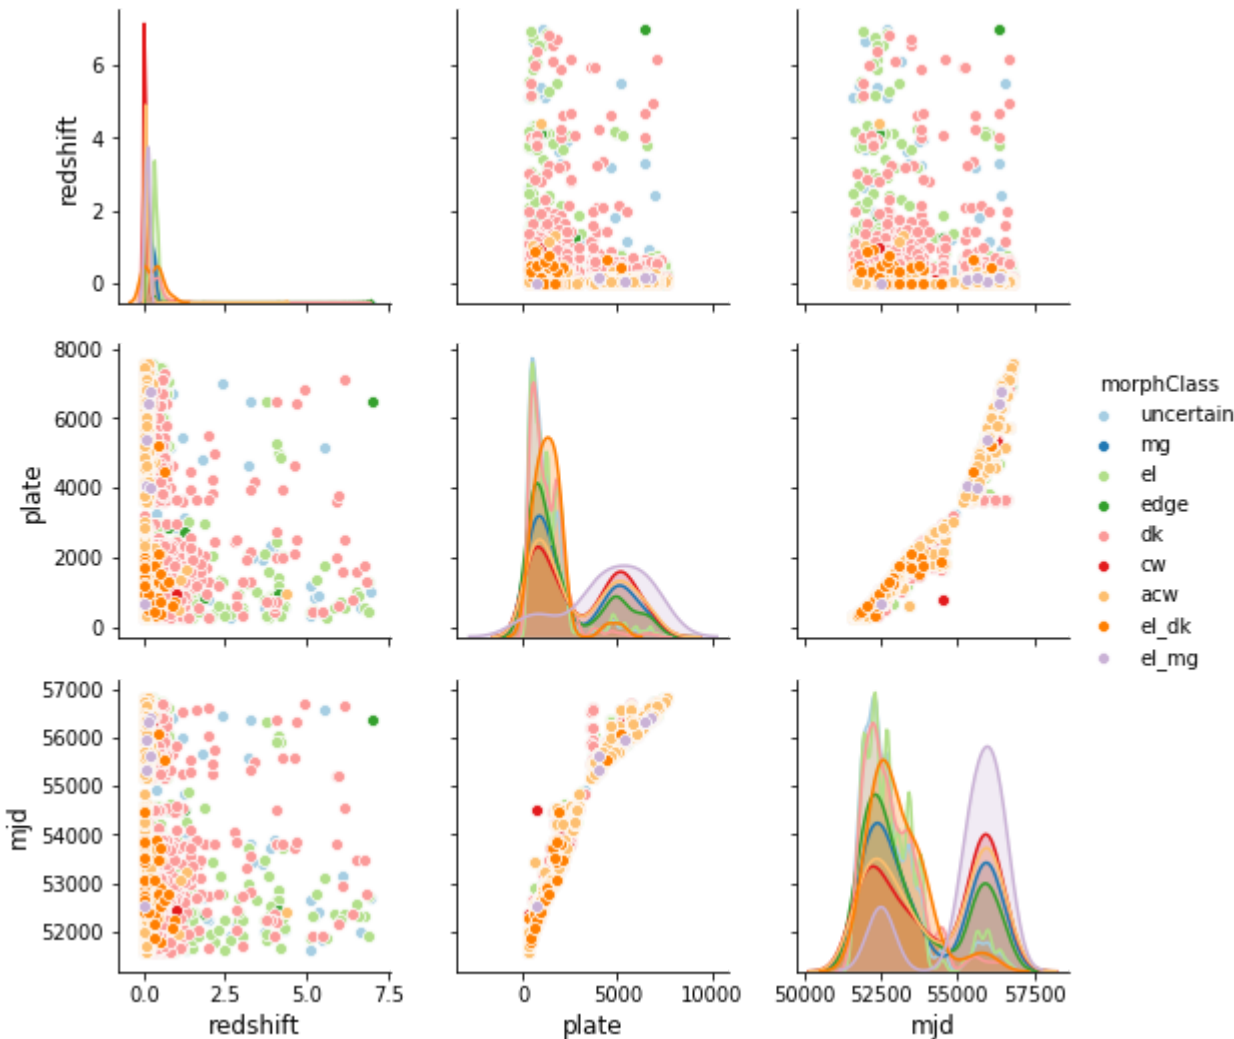 redshift
6
4
2
0
plate
8000
6000
4000
2000
0
mjd
57000
56000
55000
54000
53000
52000
0.0 2.5 5.0 7.5
redshift
0 5000 10000
plate
50000 52500 55000 57500
mjd
morphClass
uncertain
mg
el
edge
dk
cw
acw
el_dk
el_mg